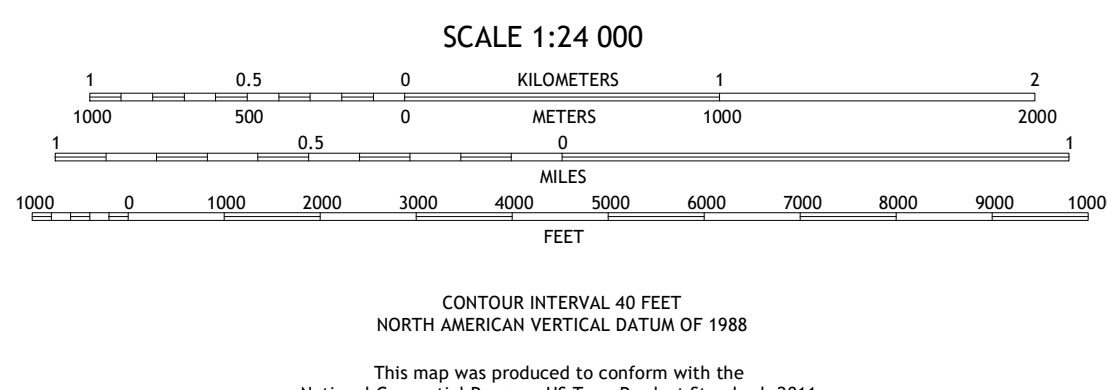 SCALE 1:24 000
1 0.5 0 KILOMETERS 1 2
1000 500 0 METERS 1000 2000
1 0.5 0 1
MILES
1000 0 1000 2000 3000 4000 5000 6000 7000 8000 9000 1000
FEET
CONTOUR INTERVAL 40 FEET
NORTH AMERICAN VERTICAL DATUM OF 1988
This map was produced to conform with the